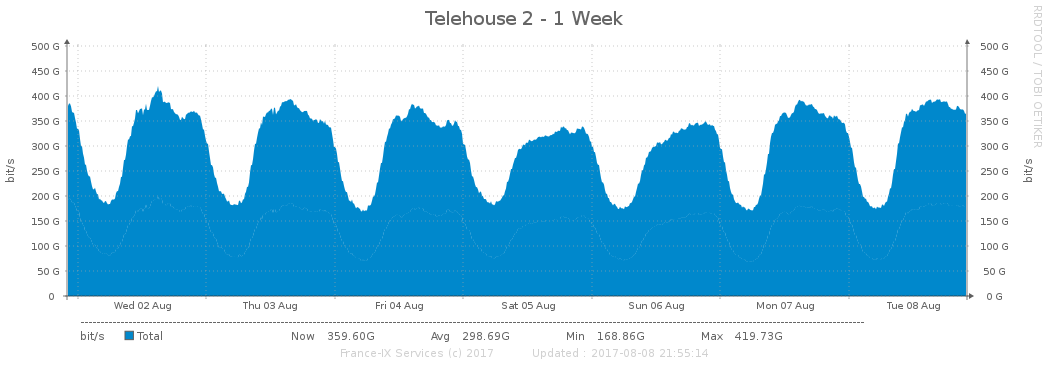 Telehouse 2 - 1 Week
RRDTOOL / TOBI OETIKER
bit/s
500 G 500 G
450 G 450 G
400 G 400 G
350 G 350 G
300 G 300 G
250 G 250 G
200 G 200 G
150 G 150 G
100 G 100 G
50 G 50 G
0 0 G
bit/s
Wed 02 Aug Thu 03 Aug Fri 04 Aug Sat 05 Aug Sun 06 Aug Mon 07 Aug Tue 08 Aug
bit/s Total Now 359.60G Avg 298.69G Min 168.86G Max 419.73G
France-IX Services (c) 2017 Updated : 2017-08-08 21:55:14